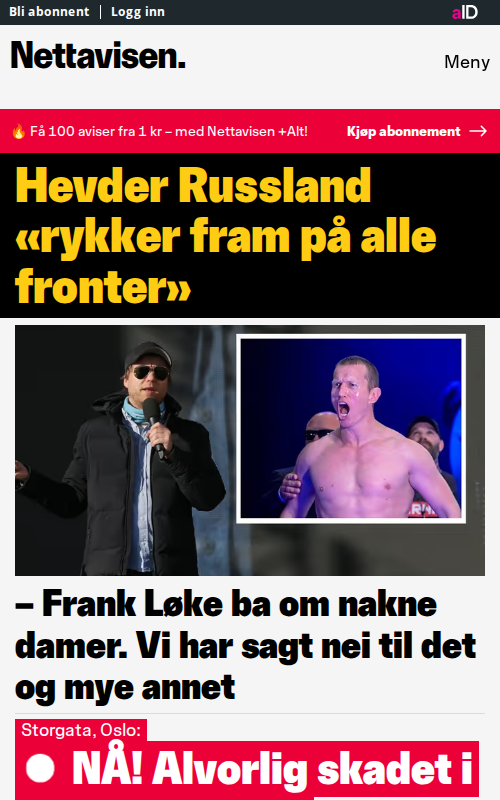 Bli abonnent | Logg inn
aID
Nettavisen.
Meny
🔥 Få 100 aviser fra 1 kr – med Nettavisen +Alt!
Kjøp abonnement →
Hevder Russland
«rykker fram på alle
fronter»
– Frank Løke ba om nakne
damer. Vi har sagt nei til det
og mye annet
Storgata, Oslo:
NÅ! Alvorlig skadet i